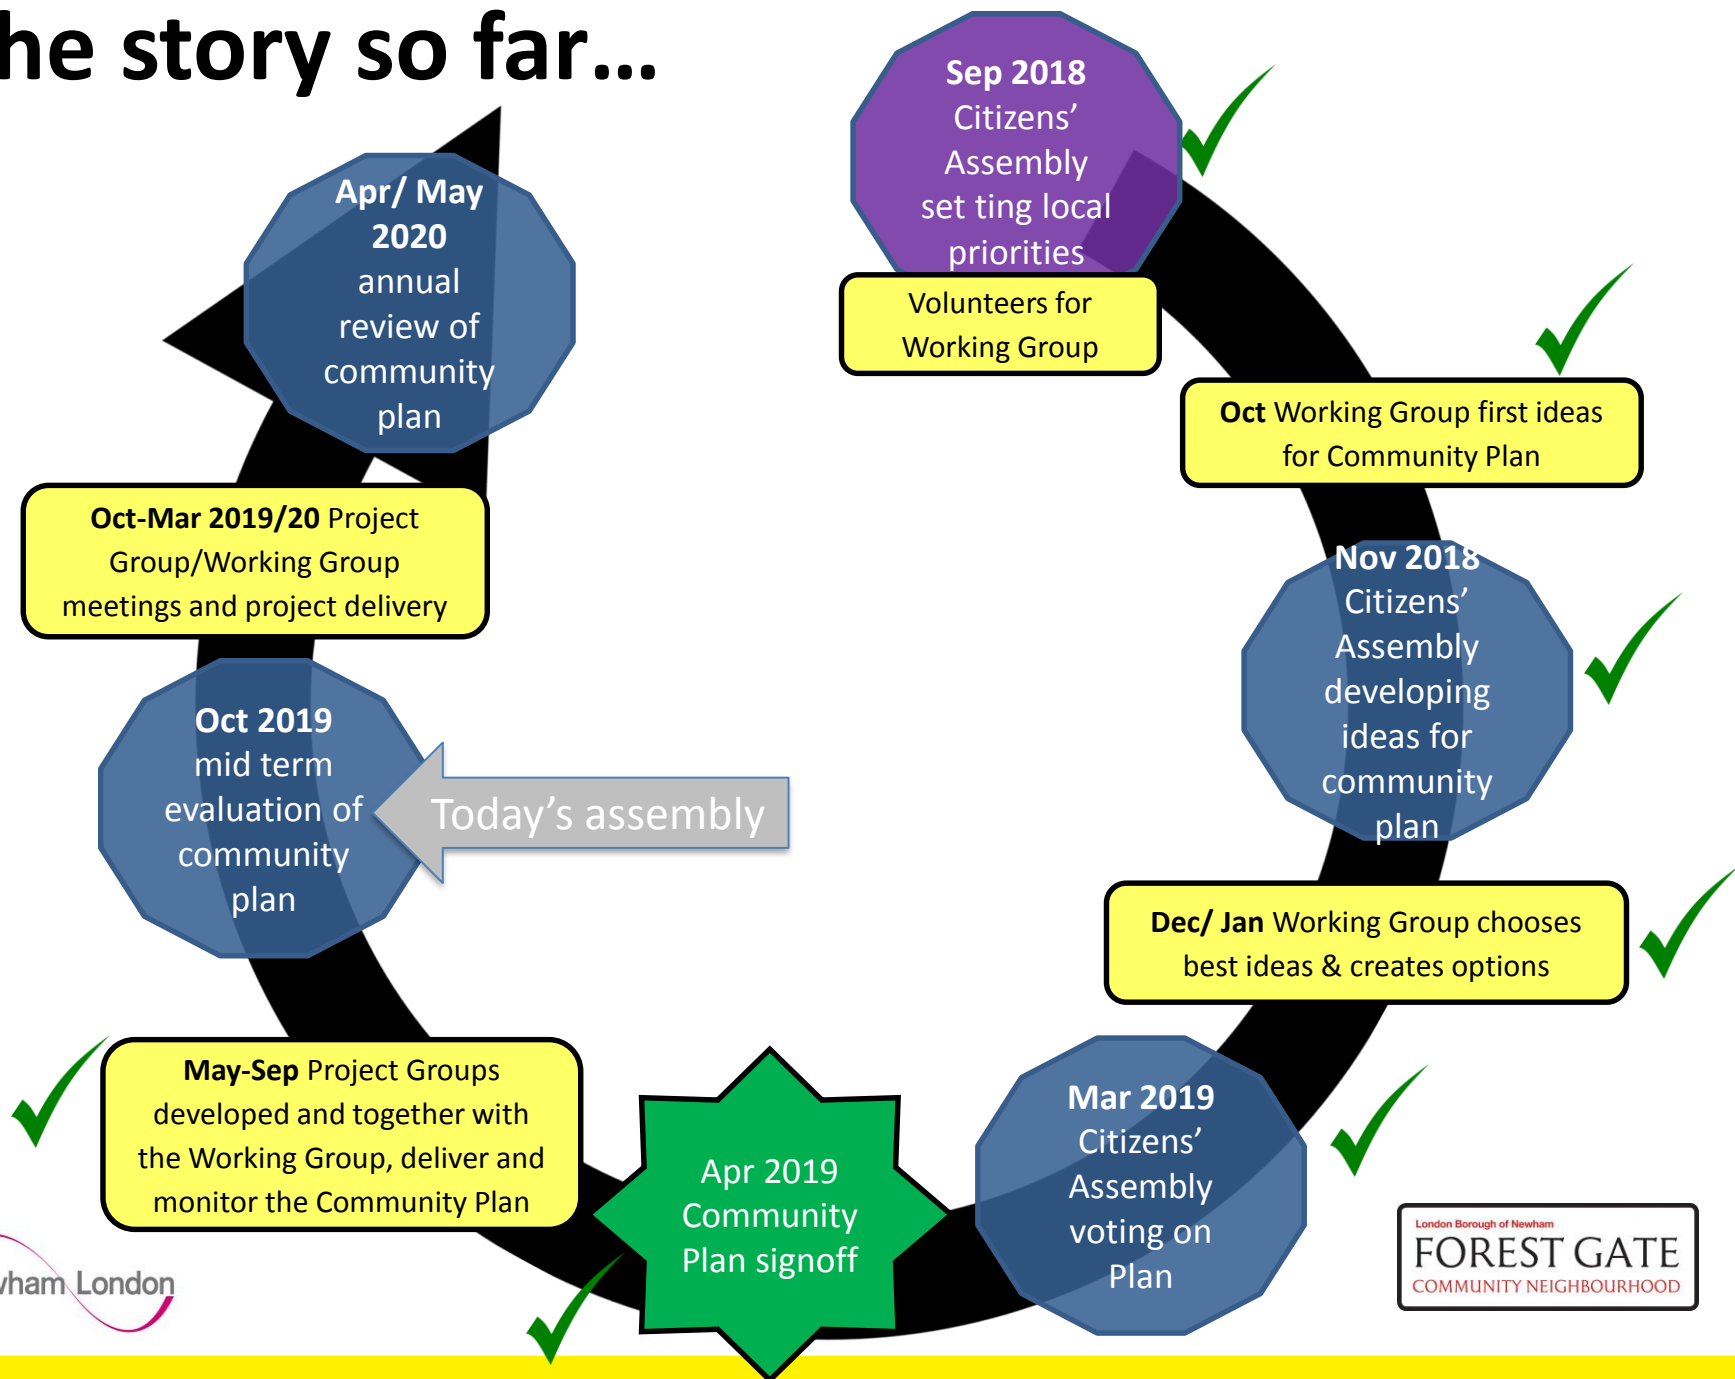 he story so far...
Sep 2018
Citizens'
Assembly
set ting local
priorities
Volunteers for
Working Group
Oct Working Group first ideas
for Community Plan
Nov 2018
Citizens'
Assembly
developing
ideas for
community
plan
Dec/ Jan Working Group chooses
best ideas & creates options
Mar 2019
Citizens'
Assembly
voting on
Plan
Apr 2019
Community
Plan signoff
May-Sep Project Groups
developed and together with
the Working Group, deliver and
monitor the Community Plan
Oct 2019
mid term
evaluation of
community
plan
Today's assembly
Oct-Mar 2019/20 Project
Group/Working Group
meetings and project delivery
Apr/ May
2020
annual
review of
community
plan
wham London
London Borough of Newham
FOREST GATE
COMMUNITY NEIGHBOURHOOD